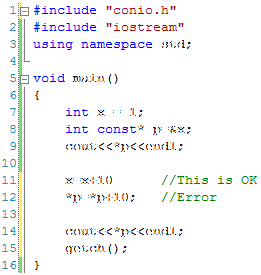 1 #include "conio.h"
2 #include "iostream"
3 using namespace std;
4
5 void main()
6 {
7 int x = 1;
8 int const* p &x;
9 cout<<*p<<endl;
10
11 x x+10 //This is OK
12 *p *p+10; //Error
13
14 cout<<*p<<endl;
15 getch();
16 }